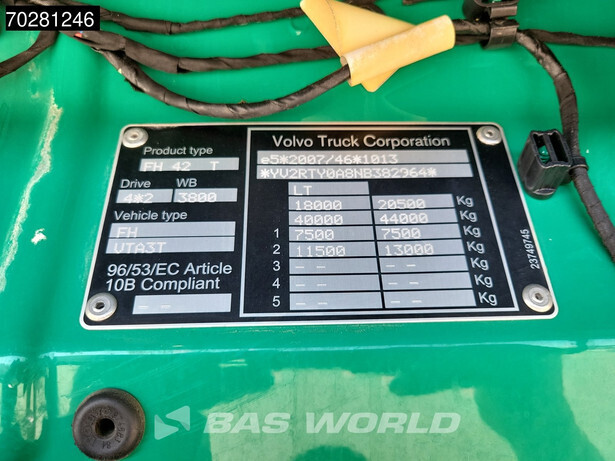 70281246
Volvo Truck Corporation
Product type
FH 42 T
e5*2007/46*1013
*YV2RTY0A8NB382964*
Drive WB
4*2 3800
LT
18000 20500 Kg
40000 44000 Kg
Vehicle type
FH
VTA3T
1 7500 7500 Kg
2 11500 13000 Kg
3 -- -- Kg
4 -- -- Kg
5 -- -- Kg
96/53/EC Article
10B Compliant
-- --
23749745
BAS WORLD